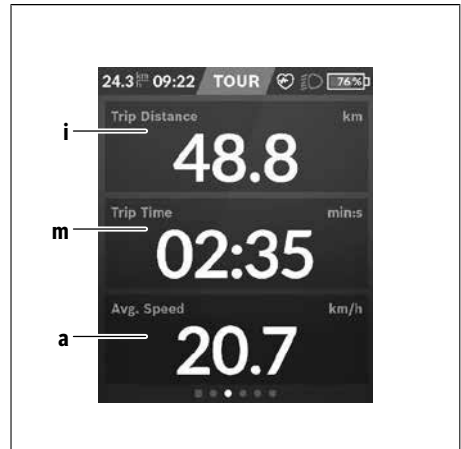 24.3 km/h 09:22 TOUR 76%
Trip Distance km
i
48.8
Trip Time min:s
m
02:35
Avg. Speed km/h
a
20.7